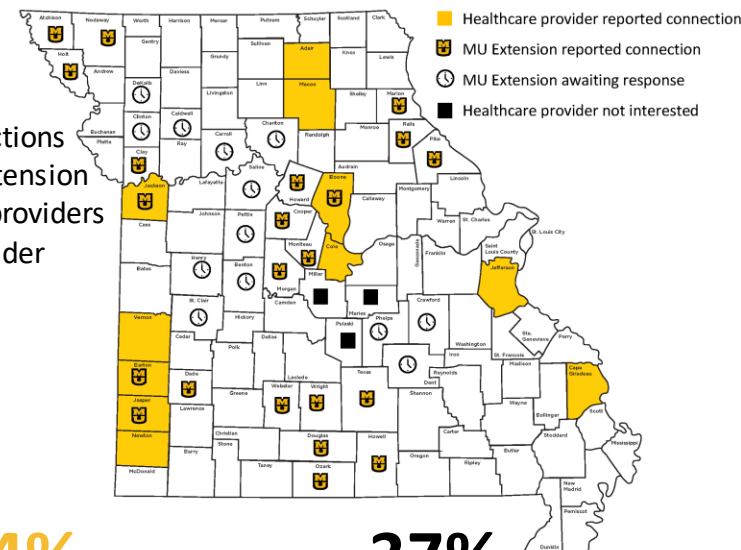 Healthcare provider reported connection
MU Extension reported connection
MU Extension awaiting response
Healthcare provider not interested
ctions
tension
providers
der
Atchison
Nodaway
Worth
Harrison
Mercer
Putnam
Schuyler
Scotland
Clark
Holt
Gentry
Sullivan
Adair
Knox
Lewis
Andrew
DeKalb
Daviess
Grundy
Linn
Macon
Shelby
Marion
Livingston
Clinton
Caldwell
Carroll
Chariton
Randolph
Monroe
Ralls
Pike
Buchanan
Platte
Clay
Ray
Saline
Howard
Boone
Audrain
Callaway
Montgomery
Lincoln
Warren
St. Charles
St. Louis City
Saint
Louis County
Jackson
Lafayette
Johnson
Pettis
Cooper
Moniteau
Cole
Osage
Gasconade
Franklin
Jefferson
Cass
Bates
Henry
Benton
Morgan
Miller
Camden
Maries
Crawford
Washington
Ste.
Genevieve
Perry
St. Clair
Hickory
Pulaski
Phelps
St. Francois
Vernon
Cedar
Polk
Dallas
Laclede
Texas
Dent
Iron
Reynolds
Madison
Cape
Girardeau
Barton
Dade
Greene
Webster
Wright
Shannon
Wayne
Bollinger
Scott
Jasper
Lawrence
Christian
Douglas
Howell
Carter
Butler
Stoddard
Mississippi
Newton
Barry
Stone
Taney
Ozark
Oregon
Ripley
New
Madrid
McDonald
Pemiscot
Dunklin
4%
37%